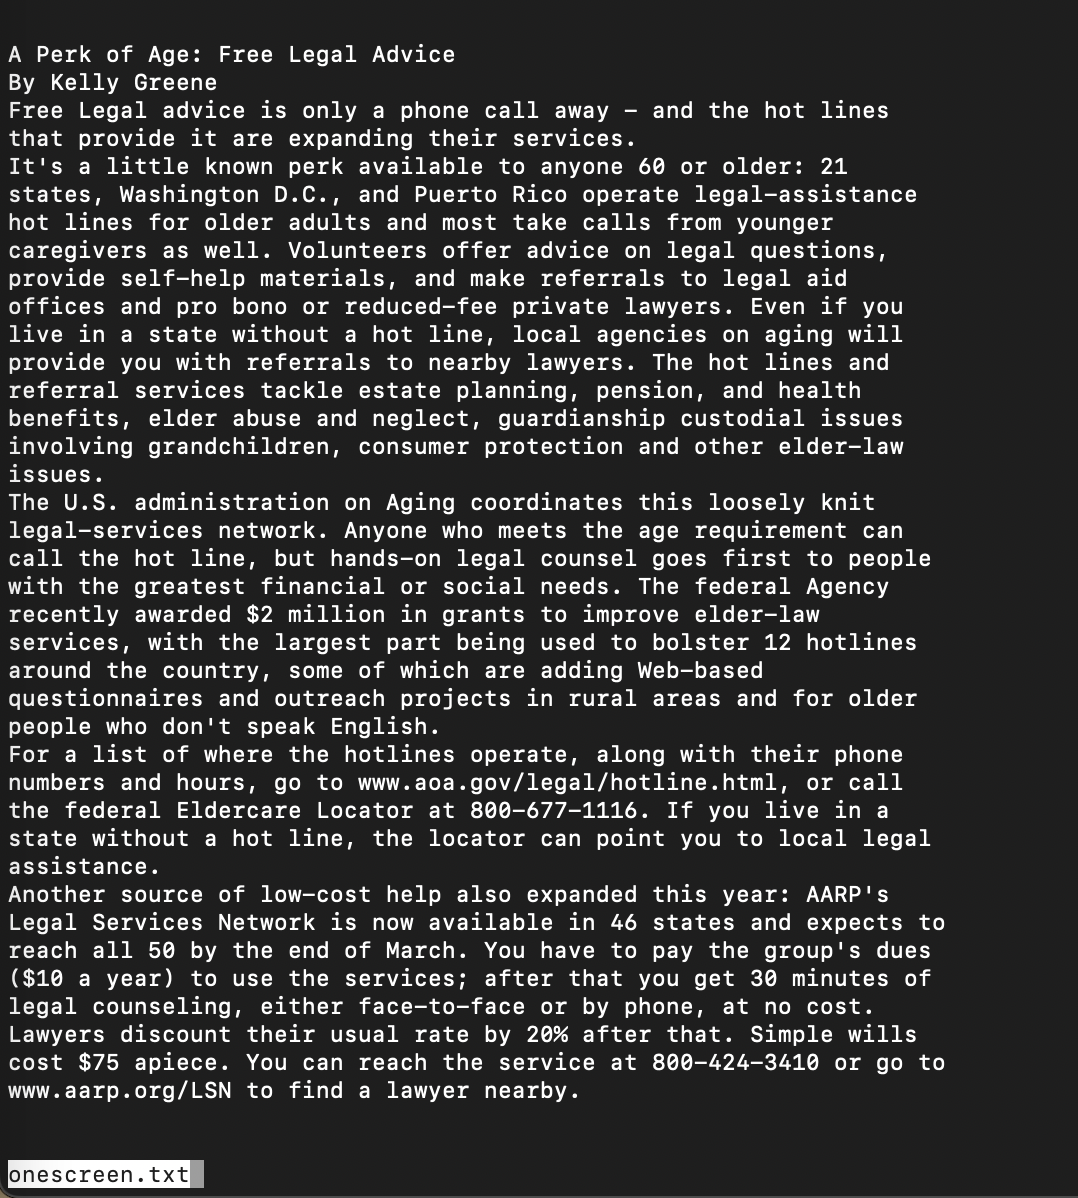 A Perk of Age: Free Legal Advice
By Kelly Greene
Free Legal advice is only a phone call away – and the hot lines
that provide it are expanding their services.
It's a little known perk available to anyone 60 or older: 21
states, Washington D.C., and Puerto Rico operate legal-assistance
hot lines for older adults and most take calls from younger
caregivers as well. Volunteers offer advice on legal questions,
provide self-help materials, and make referrals to legal aid
offices and pro bono or reduced-fee private lawyers. Even if you
live in a state without a hot line, local agencies on aging will
provide you with referrals to nearby lawyers. The hot lines and
referral services tackle estate planning, pension, and health
benefits, elder abuse and neglect, guardianship custodial issues
involving grandchildren, consumer protection and other elder-law
issues.
The U.S. administration on Aging coordinates this loosely knit
legal-services network. Anyone who meets the age requirement can
call the hot line, but hands-on legal counsel goes first to people
with the greatest financial or social needs. The federal Agency
recently awarded $2 million in grants to improve elder-law
services, with the largest part being used to bolster 12 hotlines
around the country, some of which are adding Web-based
questionnaires and outreach projects in rural areas and for older
people who don't speak English.
For a list of where the hotlines operate, along with their phone
numbers and hours, go to www.aoa.gov/legal/hotline.html, or call
the federal Eldercare Locator at 800-677-1116. If you live in a
state without a hot line, the locator can point you to local legal
assistance.
Another source of low-cost help also expanded this year: AARP's
Legal Services Network is now available in 46 states and expects to
reach all 50 by the end of March. You have to pay the group's dues
($10 a year) to use the services; after that you get 30 minutes of
legal counseling, either face-to-face or by phone, at no cost.
Lawyers discount their usual rate by 20% after that. Simple wills
cost $75 apiece. You can reach the service at 800-424-3410 or go to
www.aarp.org/LSN to find a lawyer nearby.
onescreen.txt